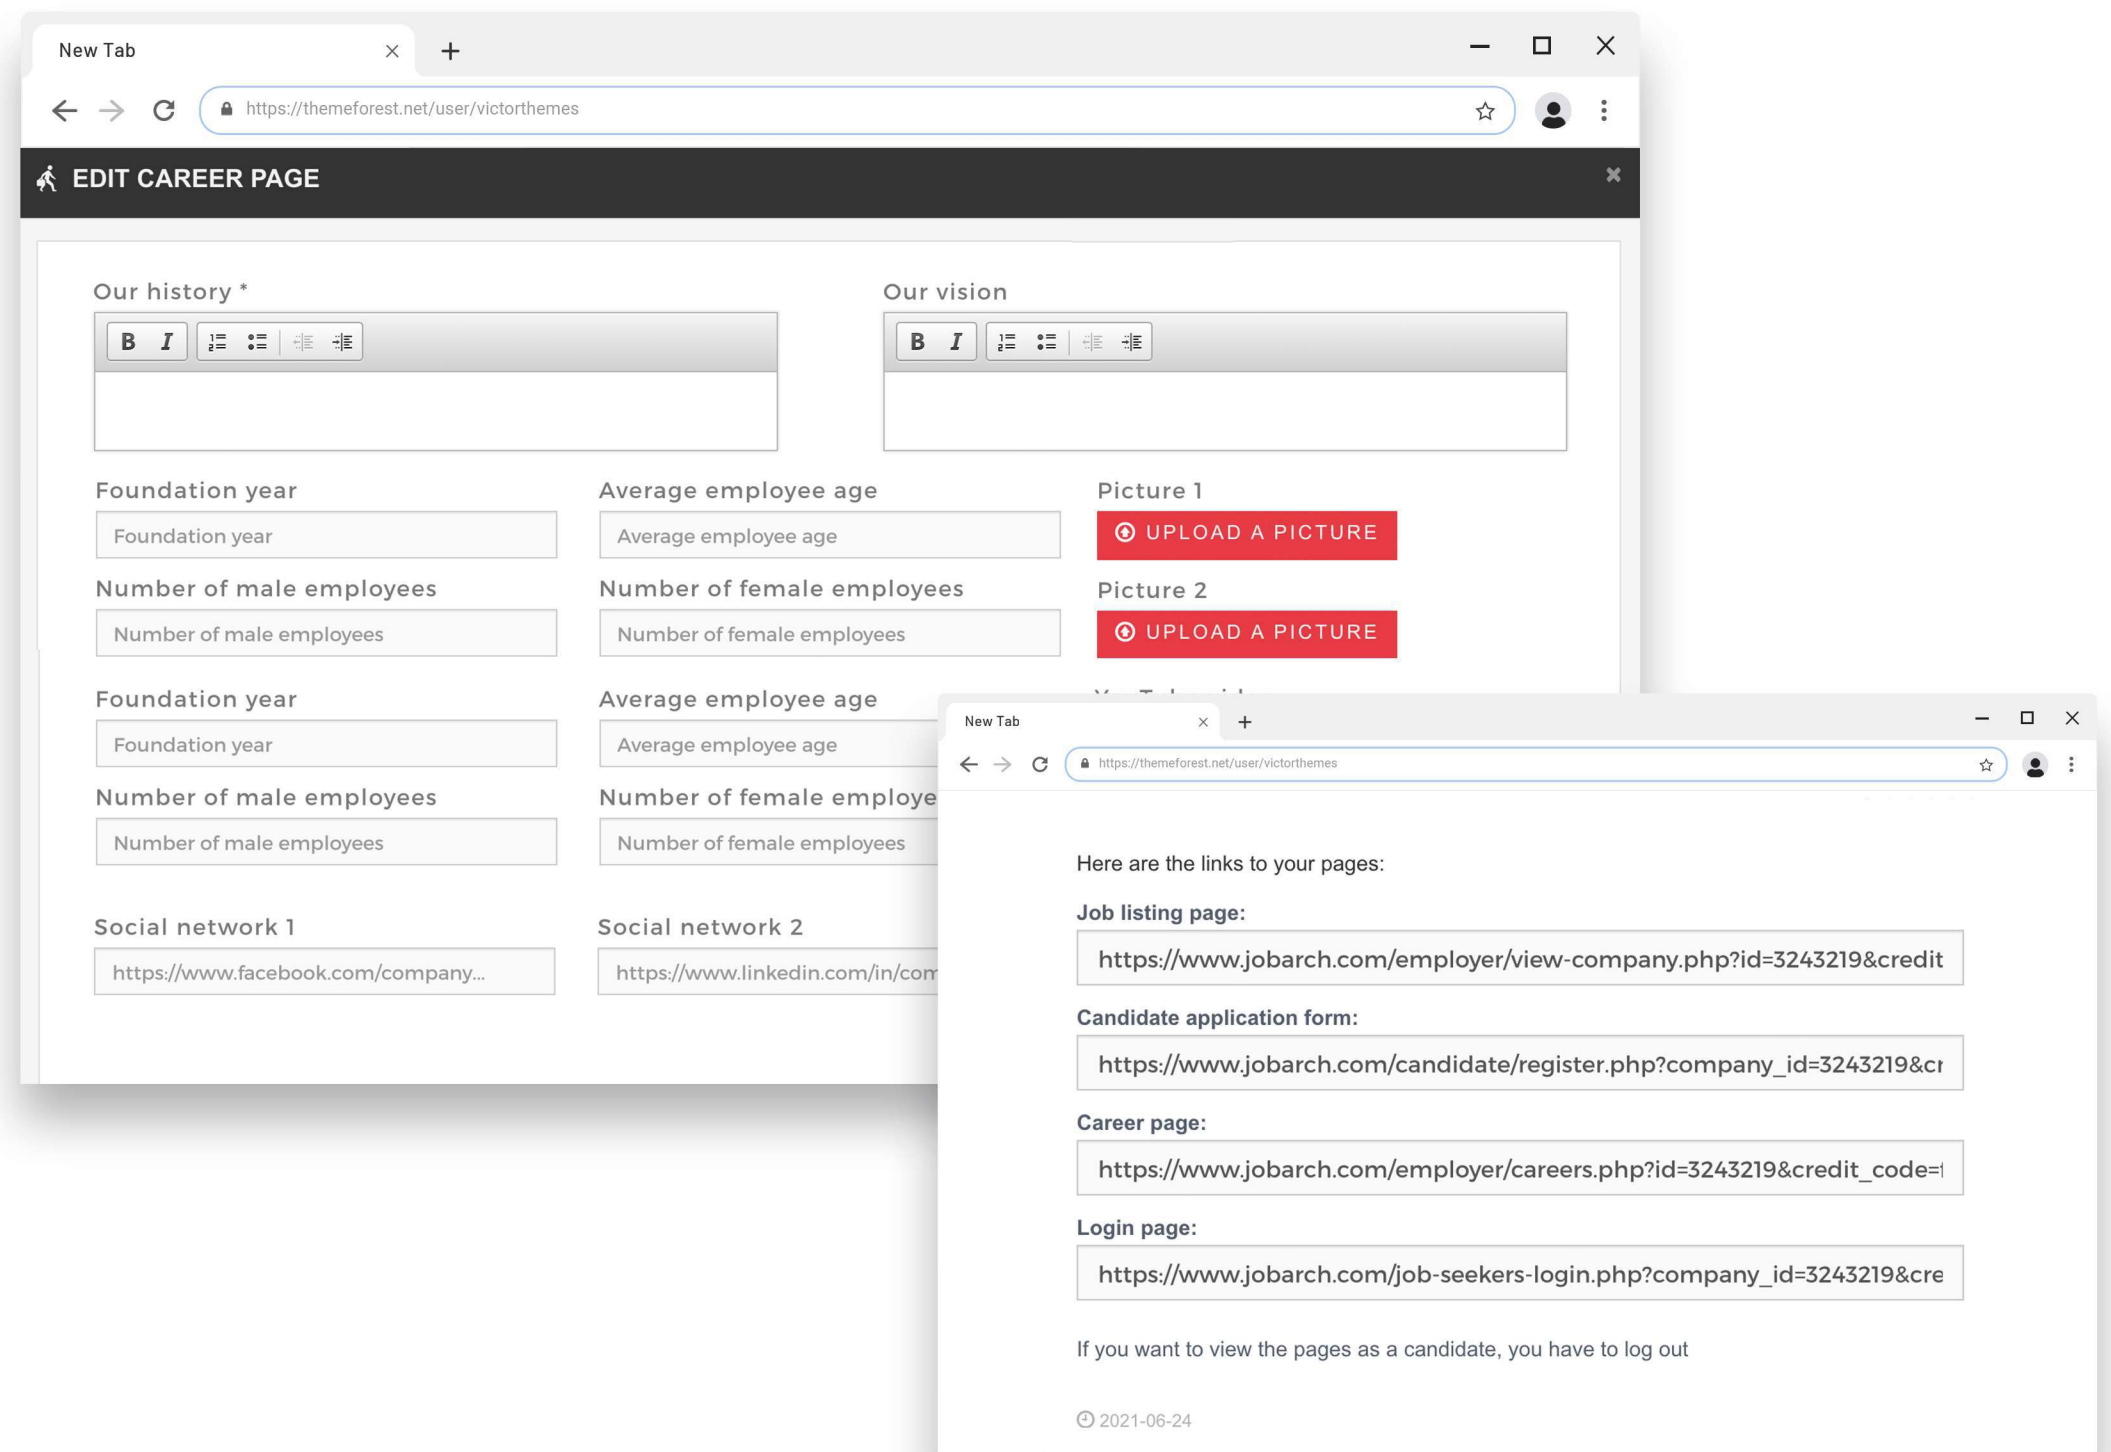 New Tab
https://themeforest.net/user/victorthemes
EDIT CAREER PAGE
Our history *
Our vision
B I
B I
Foundation year
Average employee age
Picture 1
Foundation year
Average employee age
UPLOAD A PICTURE
Number of male employees
Number of female employees
Picture 2
Number of male employees
Number of female employees
UPLOAD A PICTURE
Foundation year
Average employee age
Foundation year
Average employee age
Number of male employees
Number of female employe
Number of male employees
Number of female employees
Social network 1
Social network 2
https://www.facebook.com/company...
https://www.linkedin.com/in/com
New Tab
https://themeforest.net/user/victorthemes
Here are the links to your pages:
Job listing page:
https://www.jobarch.com/employer/view-company.php?id=3243219&credit
Candidate application form:
https://www.jobarch.com/candidate/register.php?company_id=3243219&cr
Career page:
https://www.jobarch.com/employer/careers.php?id=3243219&credit_code=
Login page:
https://www.jobarch.com/job-seekers-login.php?company_id=3243219&cre
If you want to view the pages as a candidate, you have to log out
2021-06-24